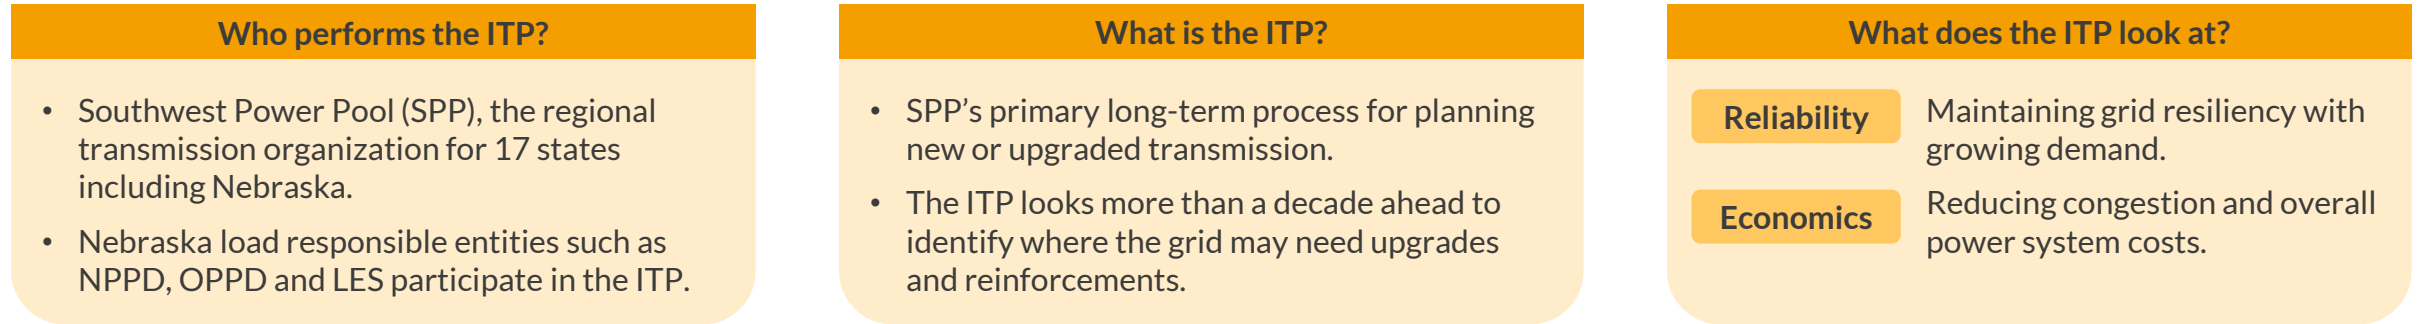 Who performs the ITP?
• Southwest Power Pool (SPP), the regional
transmission organization for 17 states
including Nebraska.
• Nebraska load responsible entities such as
NPPD, OPPD and LES participate in the ITP.
What is the ITP?
• SPP’s primary long-term process for planning
new or upgraded transmission.
• The ITP looks more than a decade ahead to
identify where the grid may need upgrades
and reinforcements.
What does the ITP look at?
Reliability
Maintaining grid resiliency with
growing demand.
Economics
Reducing congestion and overall
power system costs.